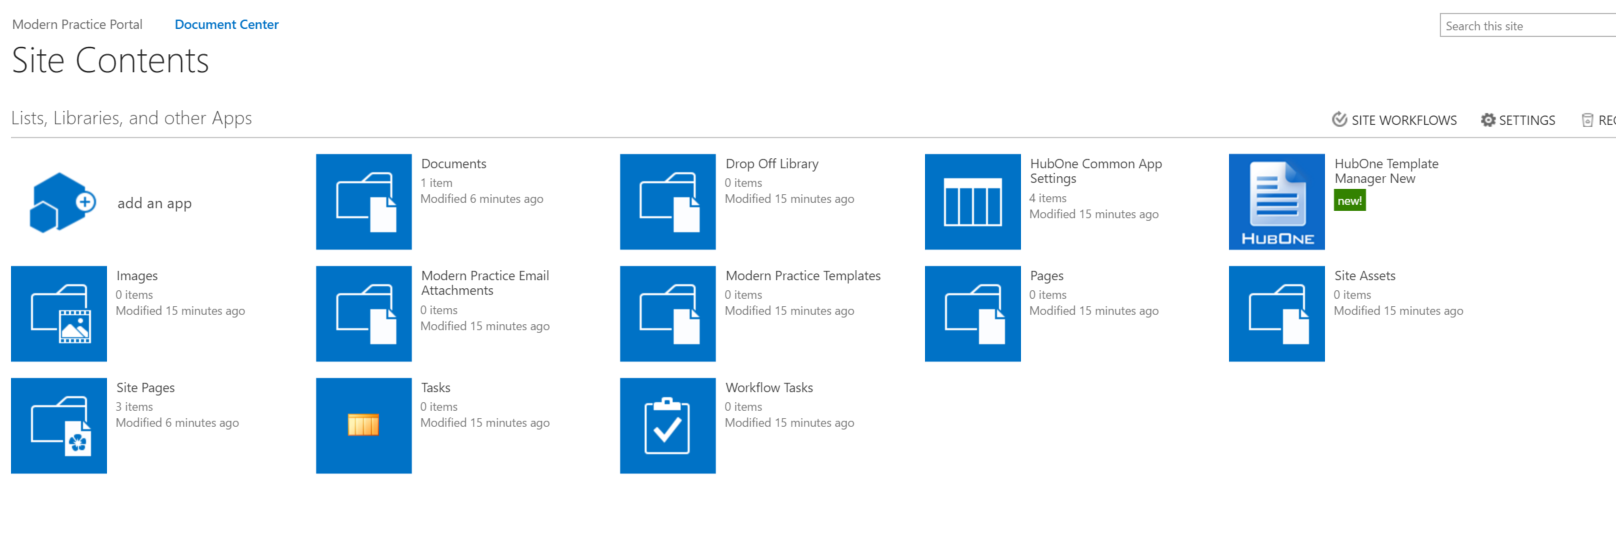 Modern Practice Portal
Document Center
Search this site
Site Contents
Lists, Libraries, and other Apps
SITE WORKFLOWS
SETTINGS
REC
add an app
Documents
1 item
Modified 6 minutes ago
Drop Off Library
0 items
Modified 15 minutes ago
HubOne Common App
Settings
4 items
Modified 15 minutes ago
HubOne Template
Manager New
new!
HUBONE
Images
0 items
Modified 15 minutes ago
Modern Practice Email
Attachments
0 items
Modified 15 minutes ago
Modern Practice Templates
0 items
Modified 15 minutes ago
Pages
0 items
Modified 15 minutes ago
Site Assets
0 items
Modified 15 minutes ago
Site Pages
3 items
Modified 6 minutes ago
Tasks
0 items
Modified 15 minutes ago
Workflow Tasks
0 items
Modified 15 minutes ago